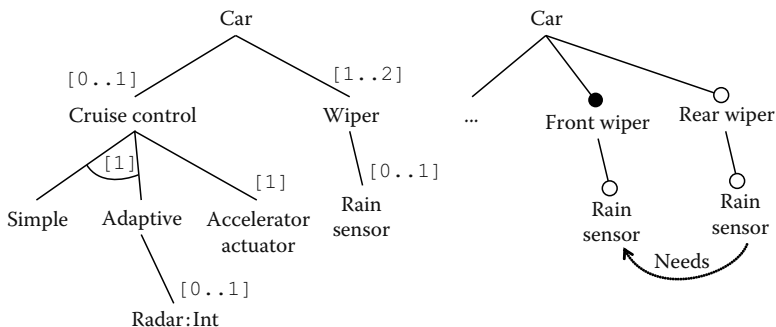 Car
[0..1]
[1..2]
Cruise control
Wiper
[1]
[1]
[0..1]
Simple
Adaptive
Accelerator
actuator
Rain
sensor
[0..1]
Radar:Int
Car
...
Front wiper
Rear wiper
Rain
sensor
Rain
sensor
Needs